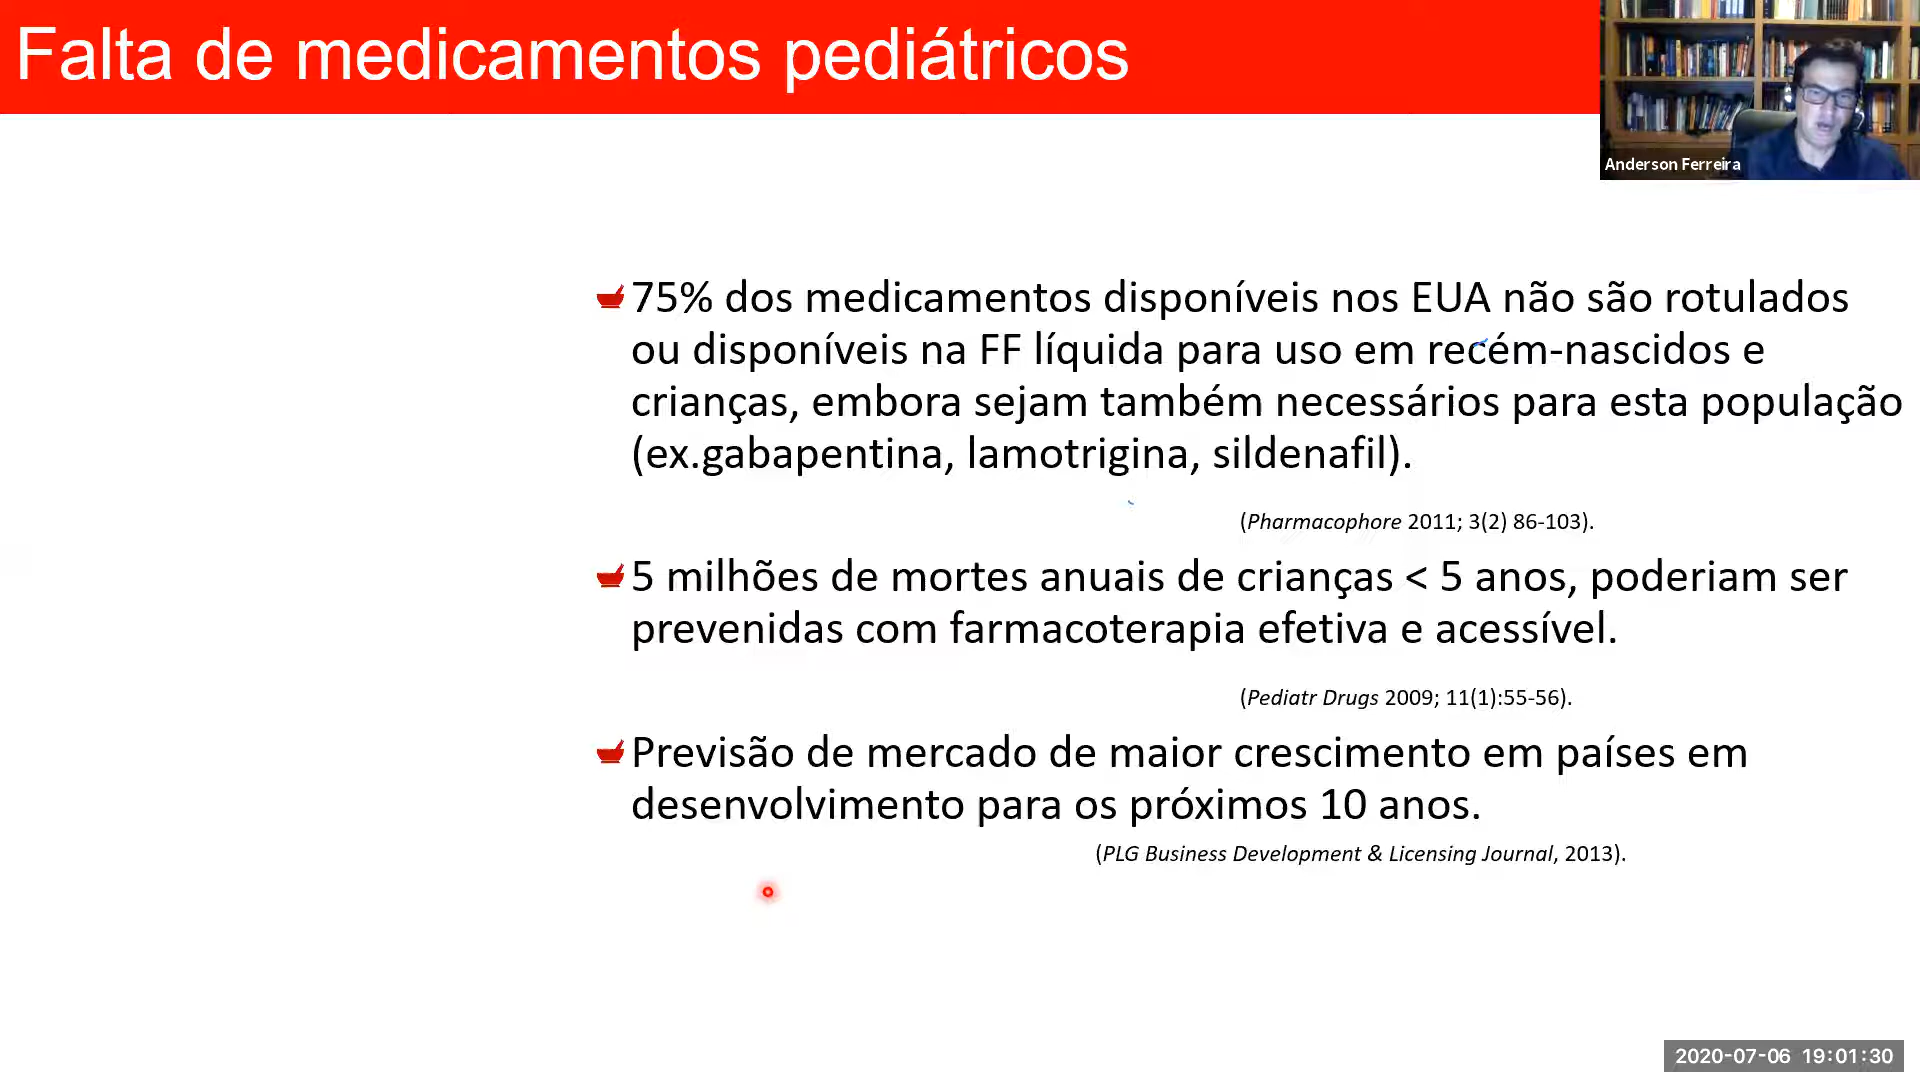 Falta de medicamentos pediátricos
Anderson Ferreira
75% dos medicamentos disponíveis nos EUA não são rotulados
ou disponíveis na FF líquida para uso em recém-nascidos e
crianças, embora sejam também necessários para esta população
(ex.gabapentina, lamotrigina, sildenafil).
(Pharmacophore 2011; 3(2) 86-103).
5 milhões de mortes anuais de crianças < 5 anos, poderiam ser
prevenidas com farmacoterapia efetiva e acessível.
(Pediatr Drugs 2009; 11(1):55-56).
Previsão de mercado de maior crescimento em países em
desenvolvimento para os próximos 10 anos.
(PLG Business Development & Licensing Journal, 2013).
2020-07-06 19:01:30